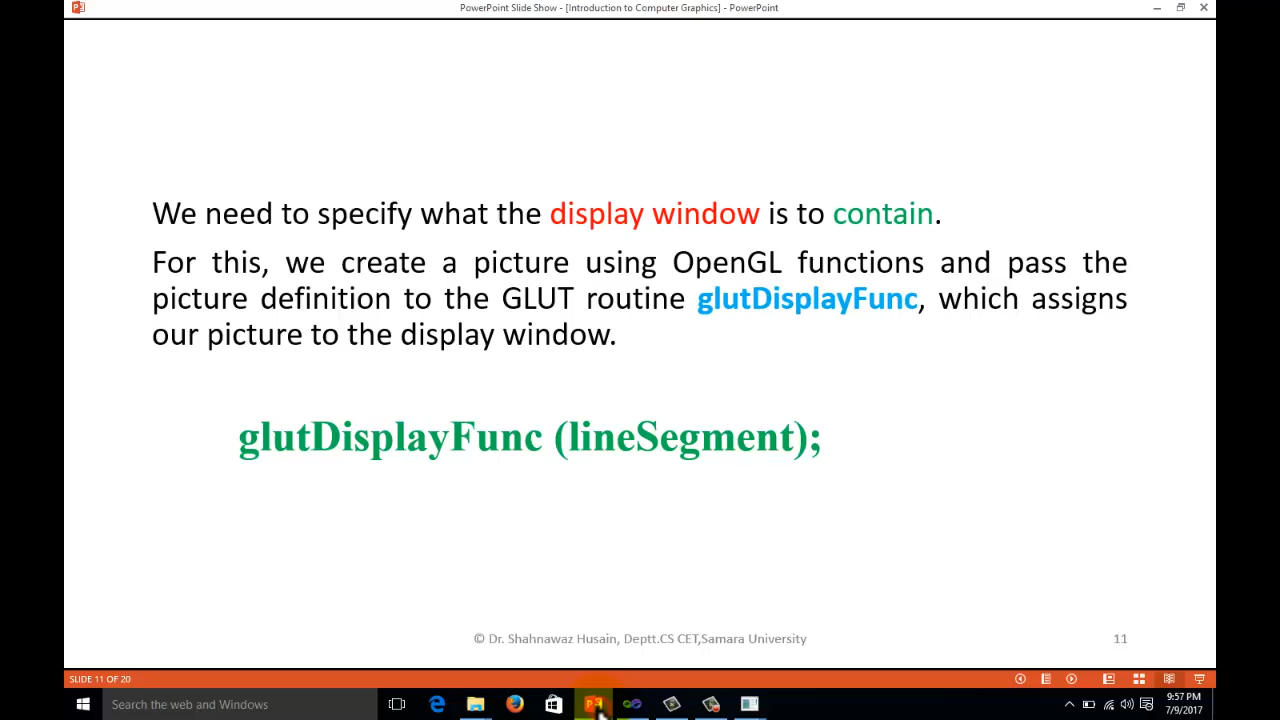 PowerPoint Slide Show - [Introduction to Computer Graphics] - PowerPoint
We need to specify what the display window is to contain.
For this, we create a picture using OpenGL functions and pass the
picture definition to the GLUT routine glutDisplayFunc, which assigns
our picture to the display window.
glutDisplayFunc (lineSegment);
© Dr. Shahnawaz Husain, Deptt.CS CET,Samara University
11
SLIDE 11 OF 20
Search the web and Windows
9:57 PM
7/9/2017